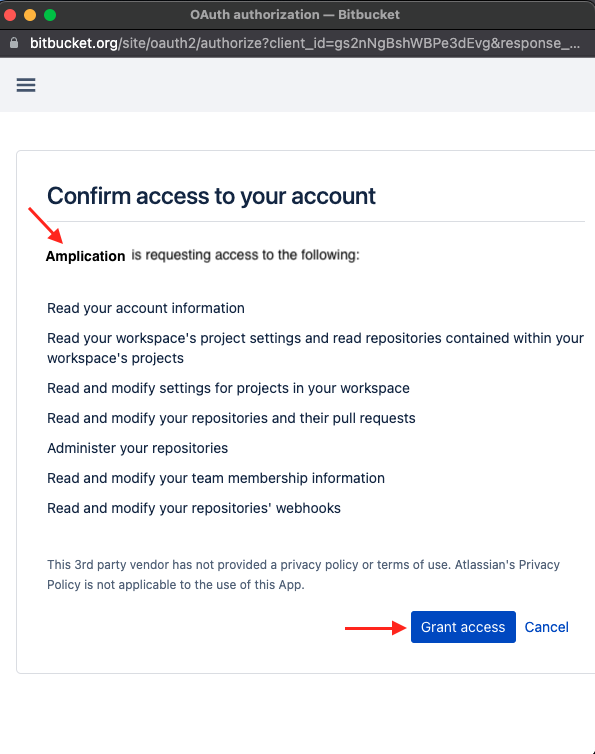 OAuth authorization — Bitbucket
bitbucket.org/site/oauth2/authorize?client_id=gs2nNgBshWBPe3dEvg&response_...
Confirm access to your account
Amplication is requesting access to the following:
Read your account information
Read your workspace's project settings and read repositories contained within your
workspace's projects
Read and modify settings for projects in your workspace
Read and modify your repositories and their pull requests
Administer your repositories
Read and modify your team membership information
Read and modify your repositories' webhooks
This 3rd party vendor has not provided a privacy policy or terms of use. Atlassian's Privacy
Policy is not applicable to the use of this App.
Grant access Cancel